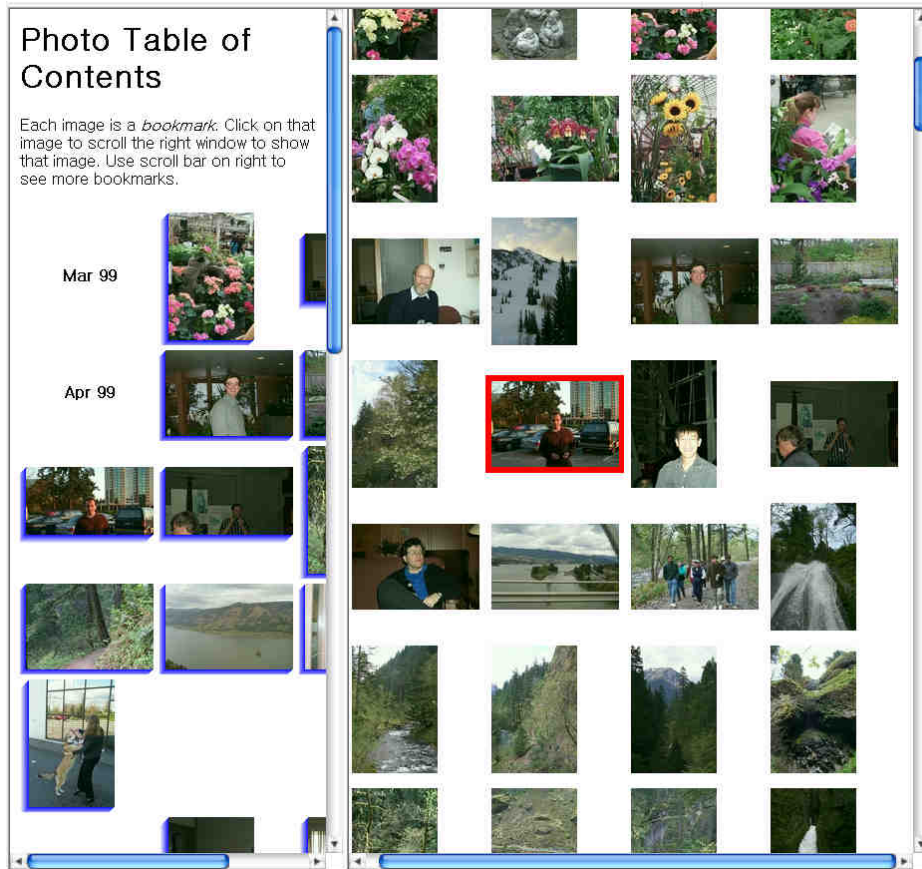 Photo Table of
Contents
Each image is a bookmark. Click on that
image to scroll the right window to show
that image. Use scroll bar on right to
see more bookmarks.
Mar 99
Apr 99